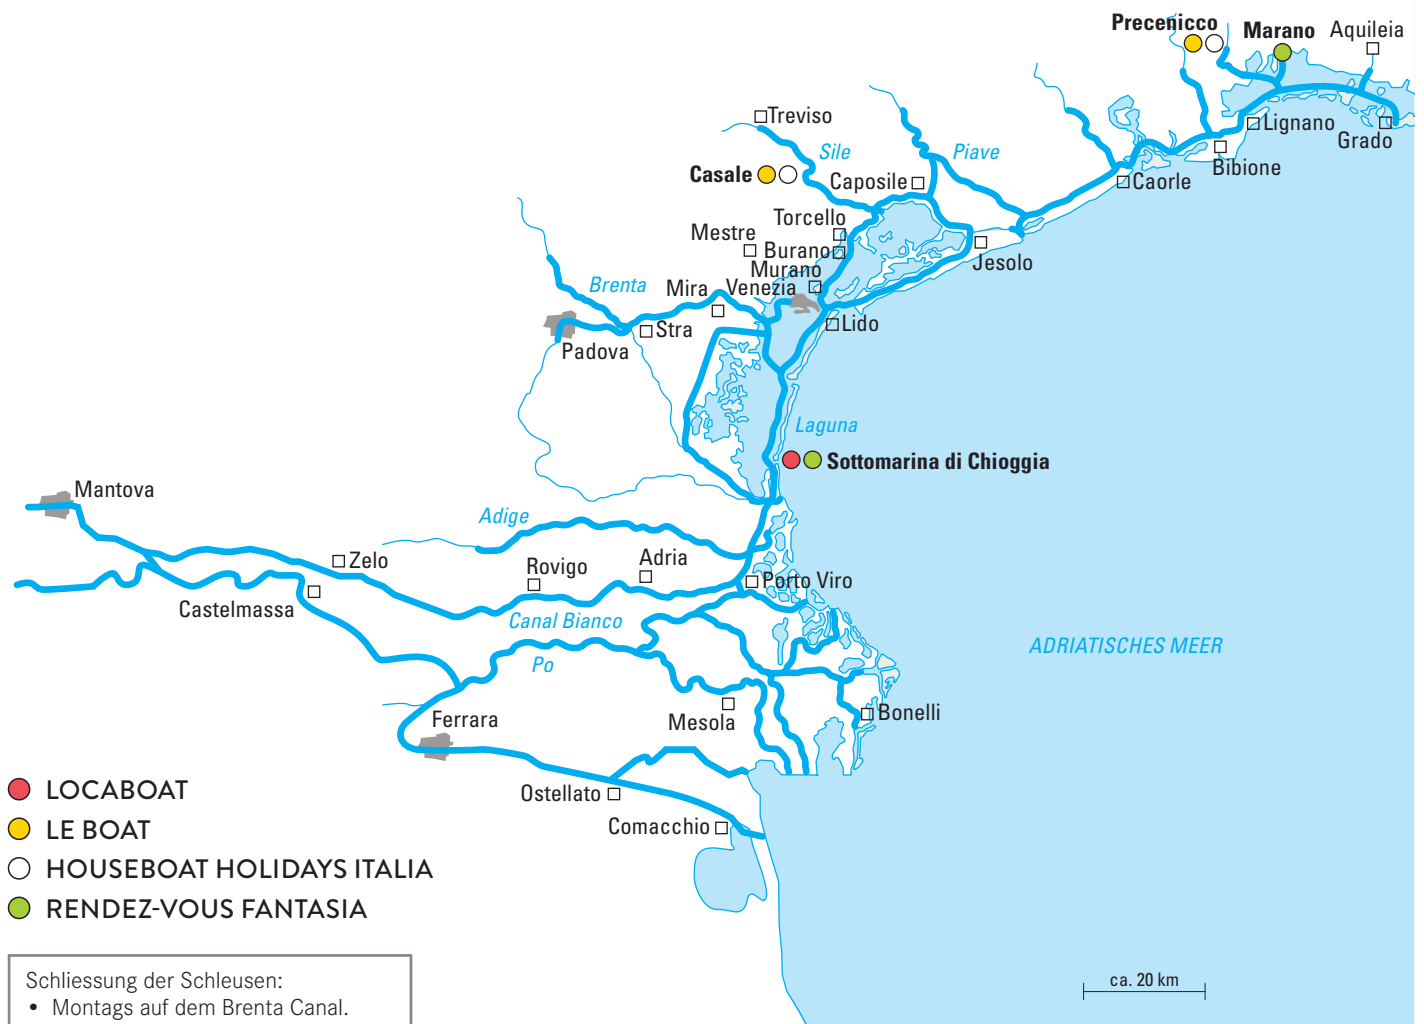 Precenicco
Marano
Aquileia
Treviso
Lignano
Grado
Sile
Piave
Bibione
Casale
Caposile
Caorle
Torcello
Mestre
Burano
Jesolo
Murano
Brenta
Mira
Venezia
Lido
Stra
Padova
Laguna
Sottomarina di Chioggia
Mantova
Adige
Zelo
Rovigo
Adria
Porto Viro
Castelmassa
Canal Bianco
ADRIATISCHES MEER
Po
Ferrara
Mesola
Bonelli
Ostellato
Comacchio
LOCABOAT
LE BOAT
HOUSEBOAT HOLIDAYS ITALIA
RENDEZ-VOUS FANTASIA
Schliessung der Schleusen:
• Montags auf dem Brenta Canal.
ca. 20 km